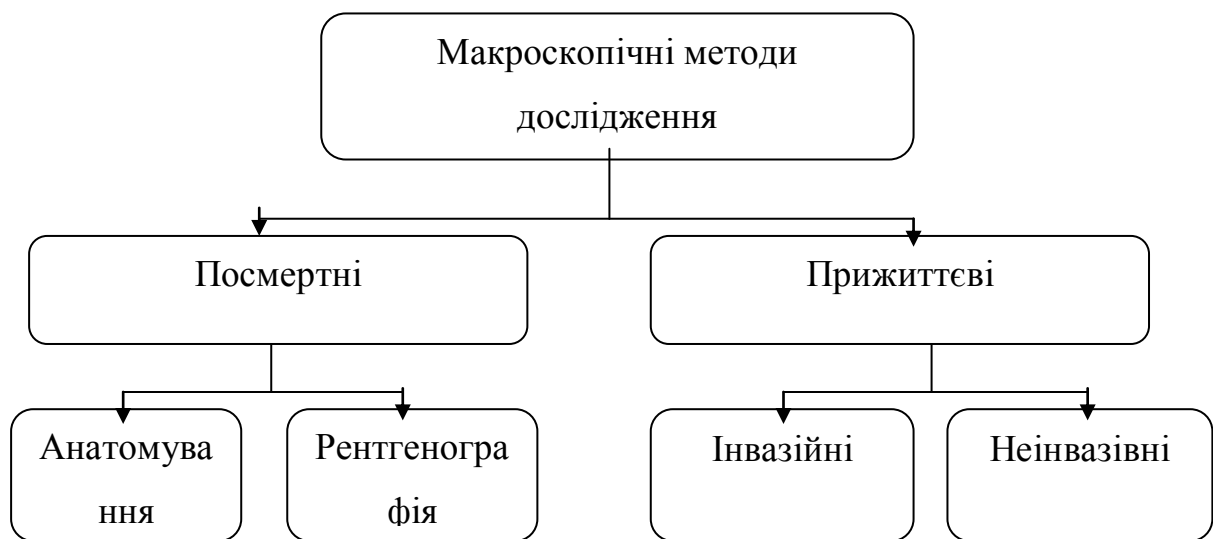 Макроскопічні методи
дослідження
Посмертні
Прижиттєві
Анатомува
ння
Рентгеногра
фія
Інвазійні
Неінвазівні